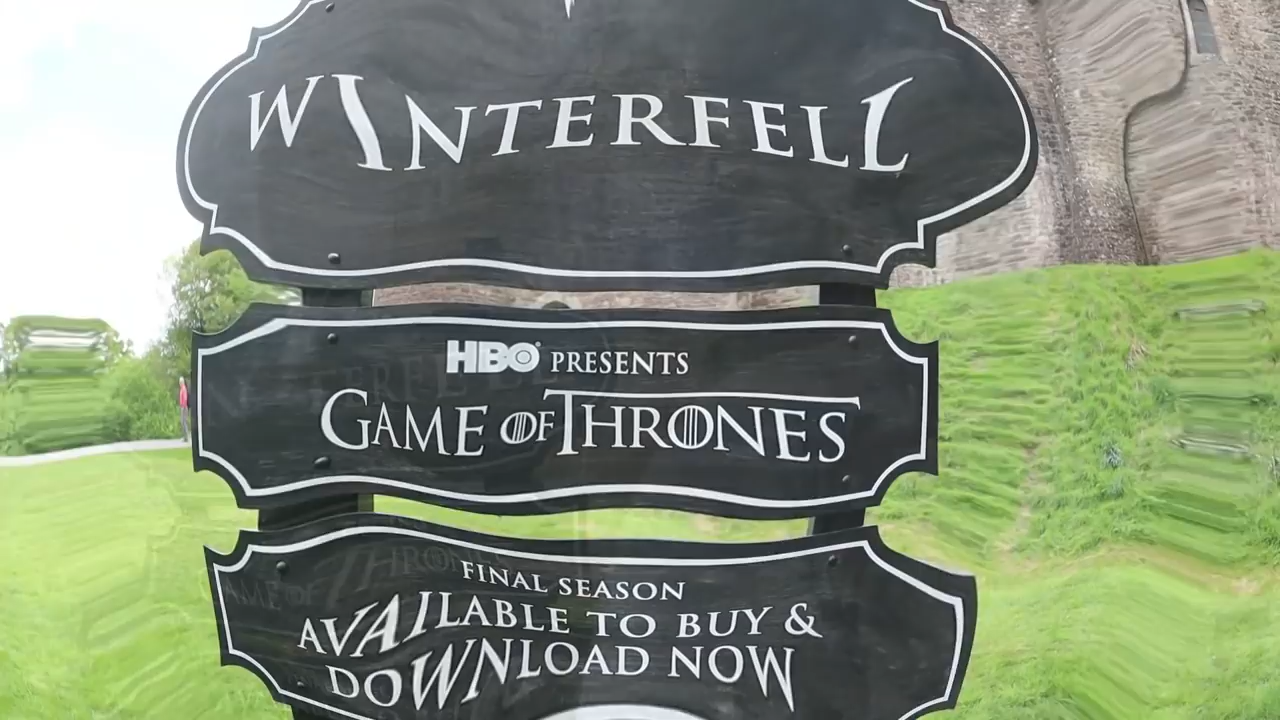 WINTERFELL
HBO PRESENTS
GAME OF THRONES
FINAL SEASON
AVAILABLE TO BUY &
DOWNLOAD NOW